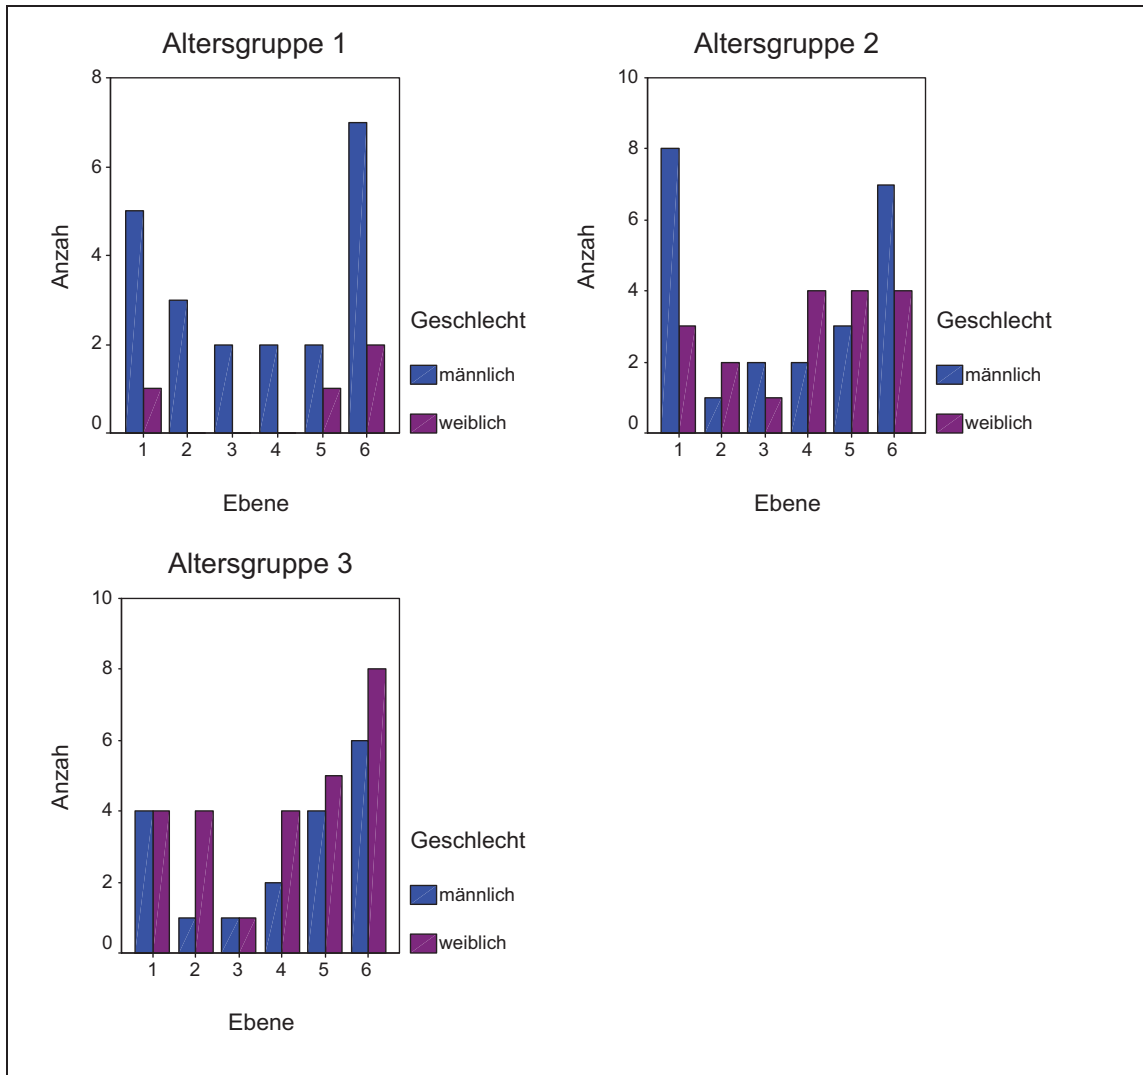 Altersgruppe 1
8
6
4
2
0
Anzah
1 2 3 4 5 6
Ebene
Geschlecht
männlich
weiblich
Altersgruppe 2
10
8
6
4
2
0
Anzah
1 2 3 4 5 6
Ebene
Geschlecht
männlich
weiblich
Altersgruppe 3
10
8
6
4
2
0
Anzah
1 2 3 4 5 6
Ebene
Geschlecht
männlich
weiblich